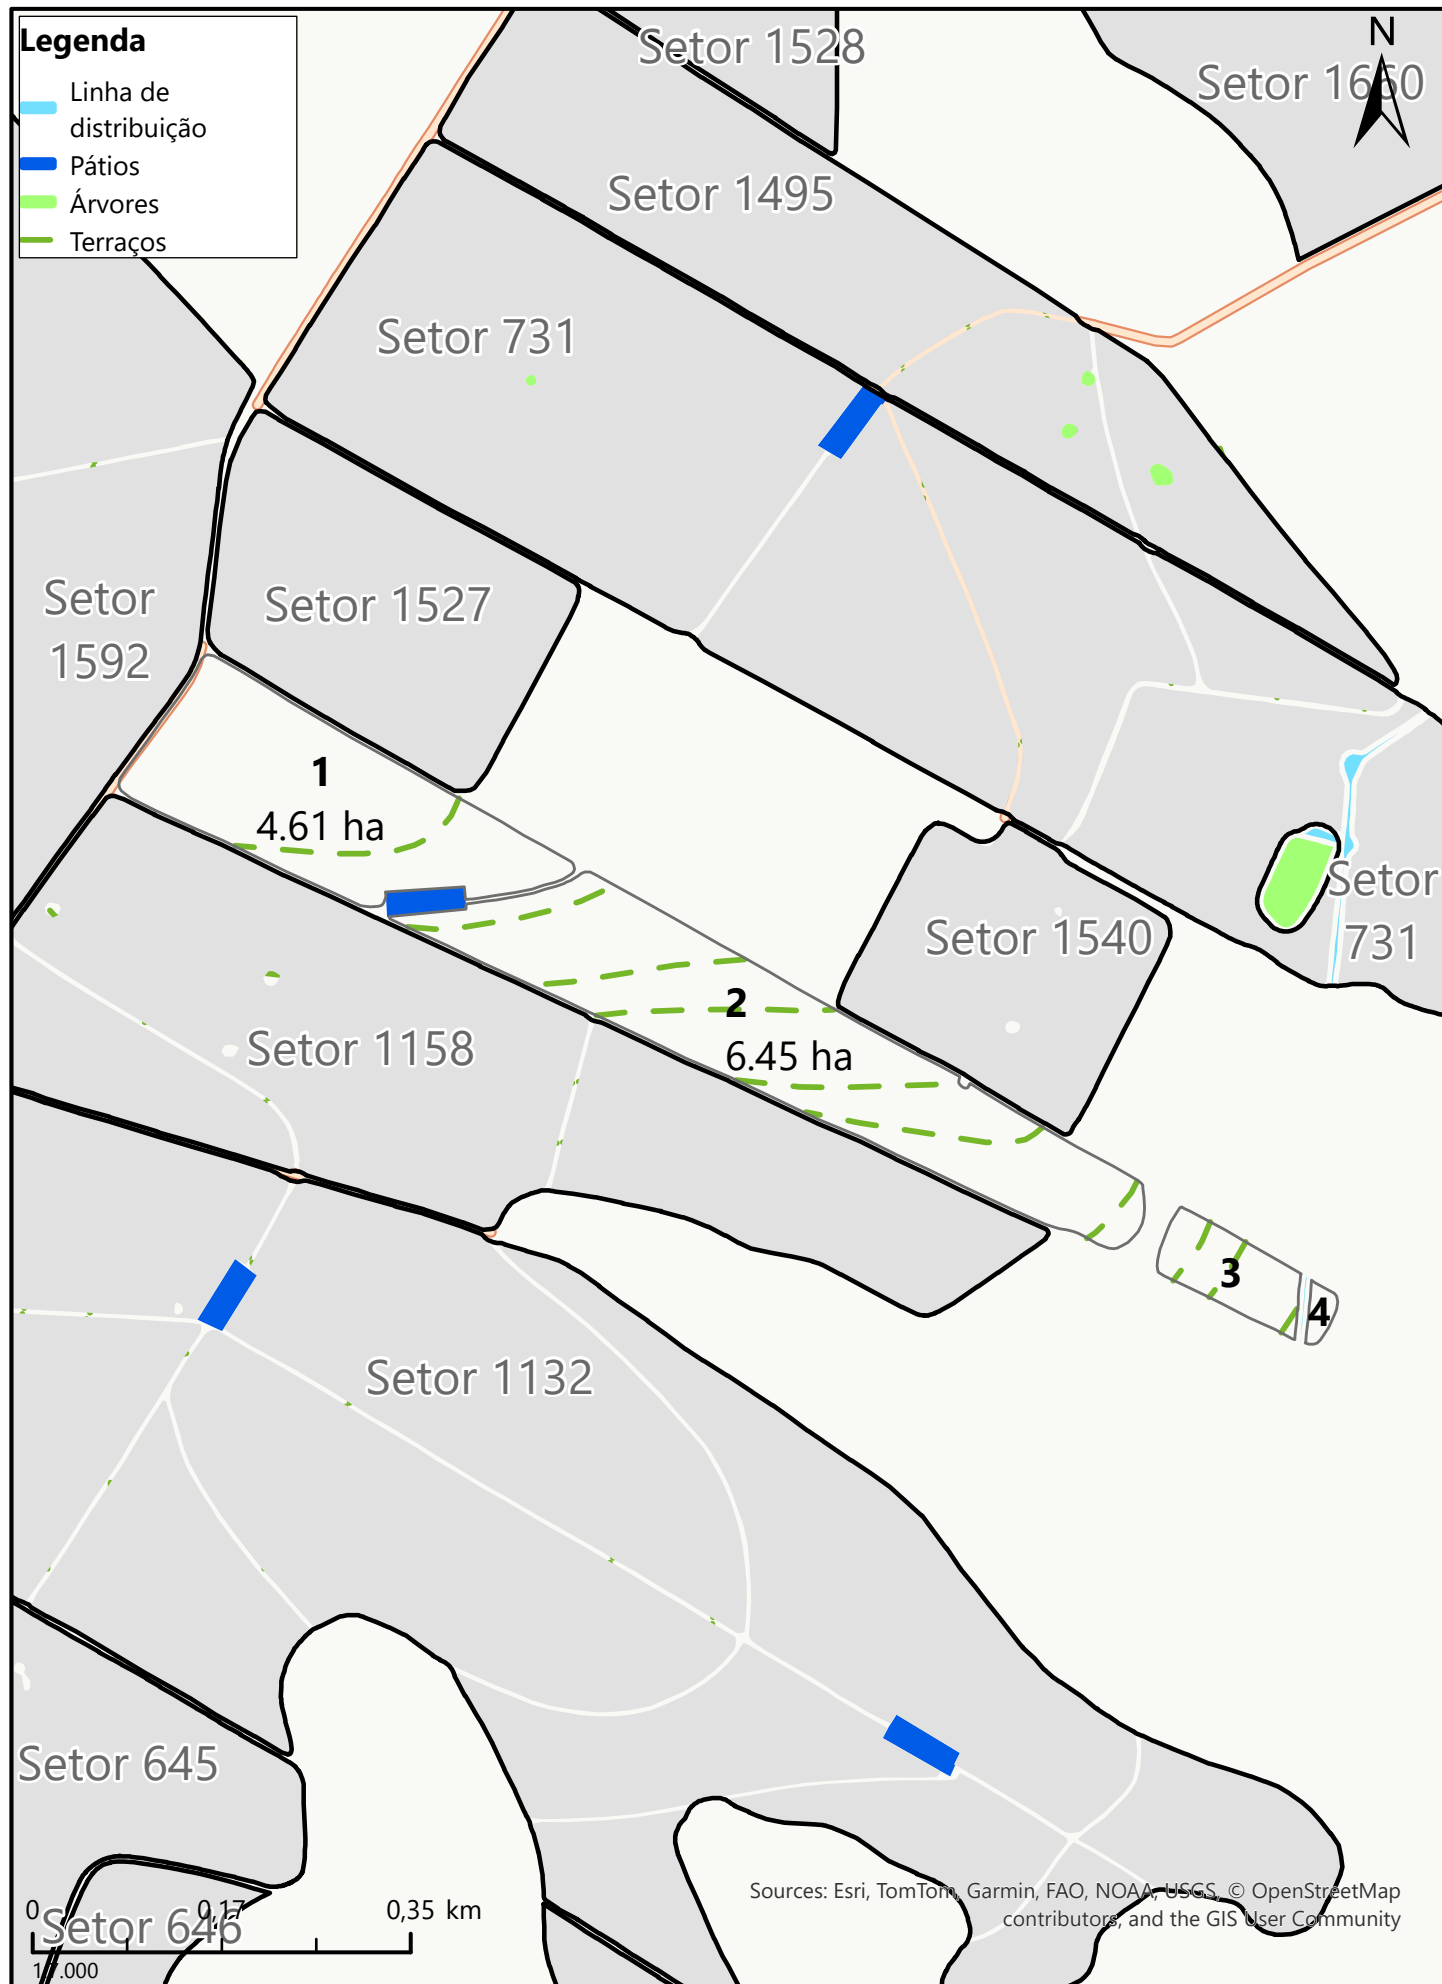 Legenda
Linha de
distribuição
Pátios
Árvores
Terraços
N
Setor 1528
Setor 1660
Setor 1495
Setor 731
Setor 1527
Setor
1592
1
4.61 ha
Setor
731
Setor 1540
2
6.45 ha
Setor 1158
3
4
Setor 1132
Setor 645
Setor 646
0 0,17 0,35 km
1:7.000
Sources: Esri, TomTom, Garmin, FAO, NOAA, USGS, © OpenStreetMap
contributors, and the GIS User Community